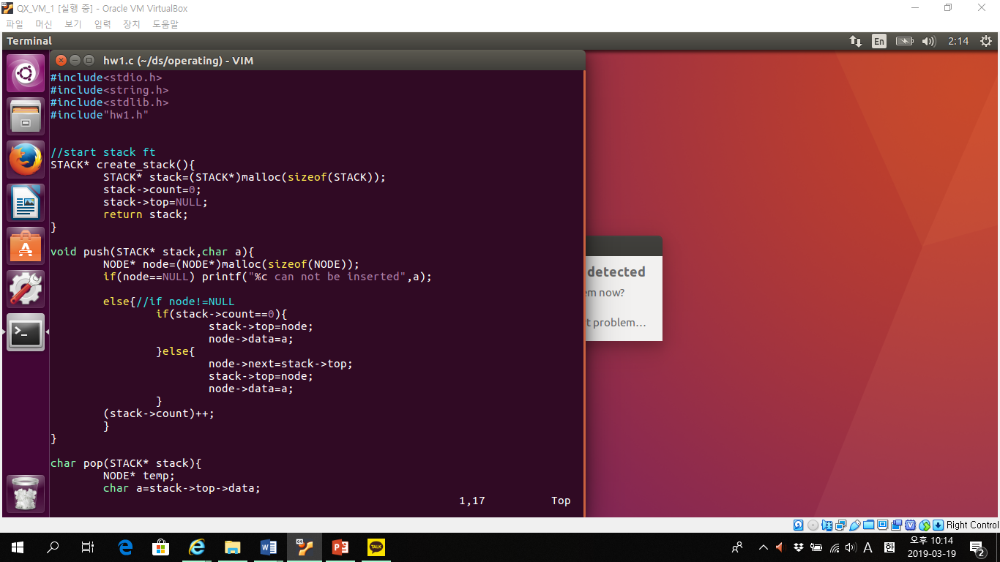 QX_VM_1 [실행 중] - Oracle VM VirtualBox
파일 머신 보기 입력 장치 도움말
Terminal En 2:14
hw1.c (~/ds/operating) - VIM
#include<stdio.h>
#include<string.h>
#include<stdlib.h>
#include"hw1.h"
//start stack ft
STACK* create_stack(){
        STACK* stack=(STACK*)malloc(sizeof(STACK));
        stack->count=0;
        stack->top=NULL;
        return stack;
}
void push(STACK* stack,char a){
        NODE* node=(NODE*)malloc(sizeof(NODE));
        if(node==NULL) printf("%c can not be inserted",a);
        else{//if node!=NULL
                if(stack->count==0){
                        stack->top=node;
                        node->data=a;
                }else{
                        node->next=stack->top;
                        stack->top=node;
                        node->data=a;
                }
        (stack->count)++;
        }
}
char pop(STACK* stack){
        NODE* temp;
        char a=stack->top->data;
1,17 Top
detected
em now?
t problem…
Right Control
TALK
A 한 오후 10:14
2019-03-19
2